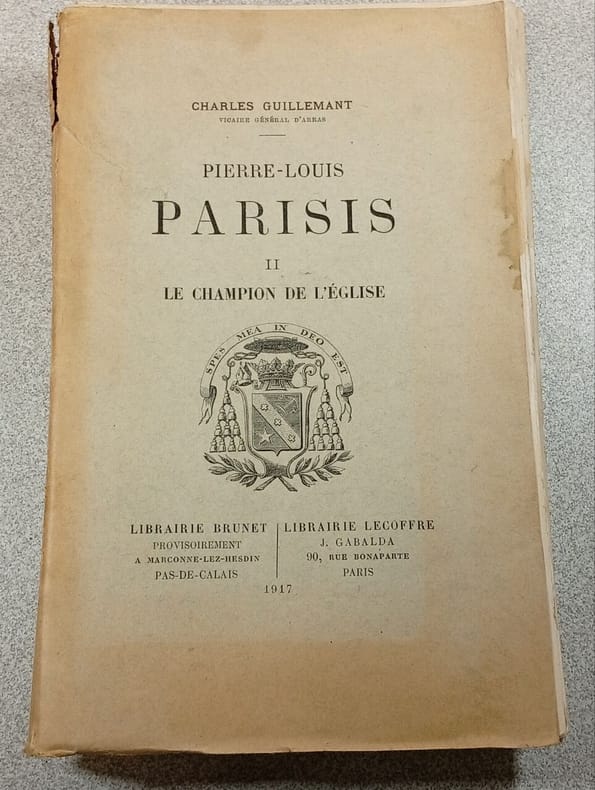 CHARLES GUILLEMANT
VICAIRE GÉNÉRAL D'ARRAS
PIERRE-LOUIS
PARISIS
II
LE CHAMPION DE L'ÉGLISE
SPES MEA IN DEO EST
LIBRAIRIE BRUNET
PROVISOIREMENT
A MARCONNE-LEZ-HESDIN
PAS-DE-CALAIS
LIBRAIRIE LECOFFRE
J. GABALDA
90, RUE BONAPARTE
PARIS
1917